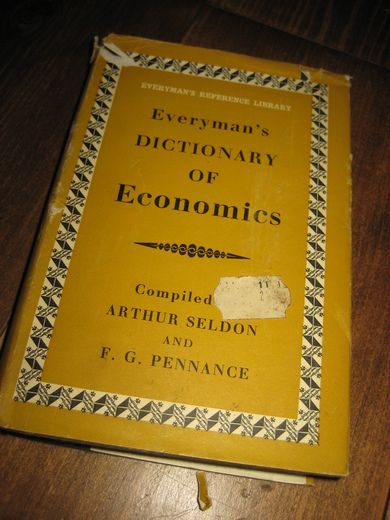 EVERYMAN'S REFERENCE LIBRARY
Everyman's
DICTIONARY
OF
Economics
Compiled
ARTHUR SELDON
AND
F. G. PENNANCE